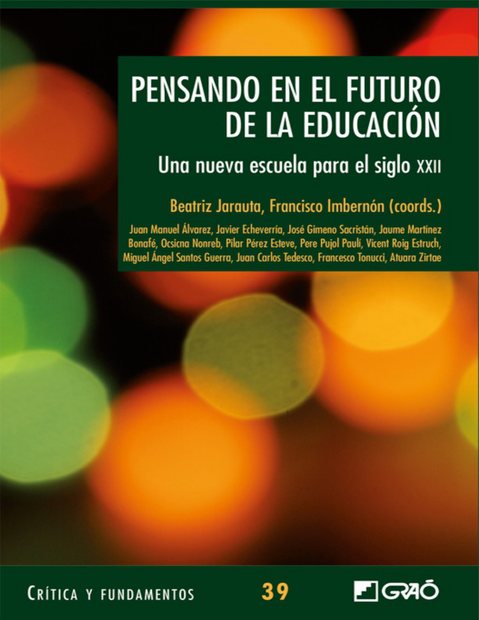 PENSANDO EN EL FUTURO
DE LA EDUCACIÓN
Una nueva escuela para el siglo XXII
Beatriz Jarauta, Francisco Imbernón (coords.)
Juan Manuel Álvarez, Javier Echeverría, José Gimeno Sacristán, Jaume Martínez
Bonafé, Ocsicna Nonreb, Pilar Pérez Esteve, Pere Pujol Paulí, Vicent Roig Estruch,
Miguel Ángel Santos Guerra, Juan Carlos Tedesco, Francesco Tonucci, Atuara Zirtae
CRÍTICA Y FUNDAMENTOS 39 GRAÓ